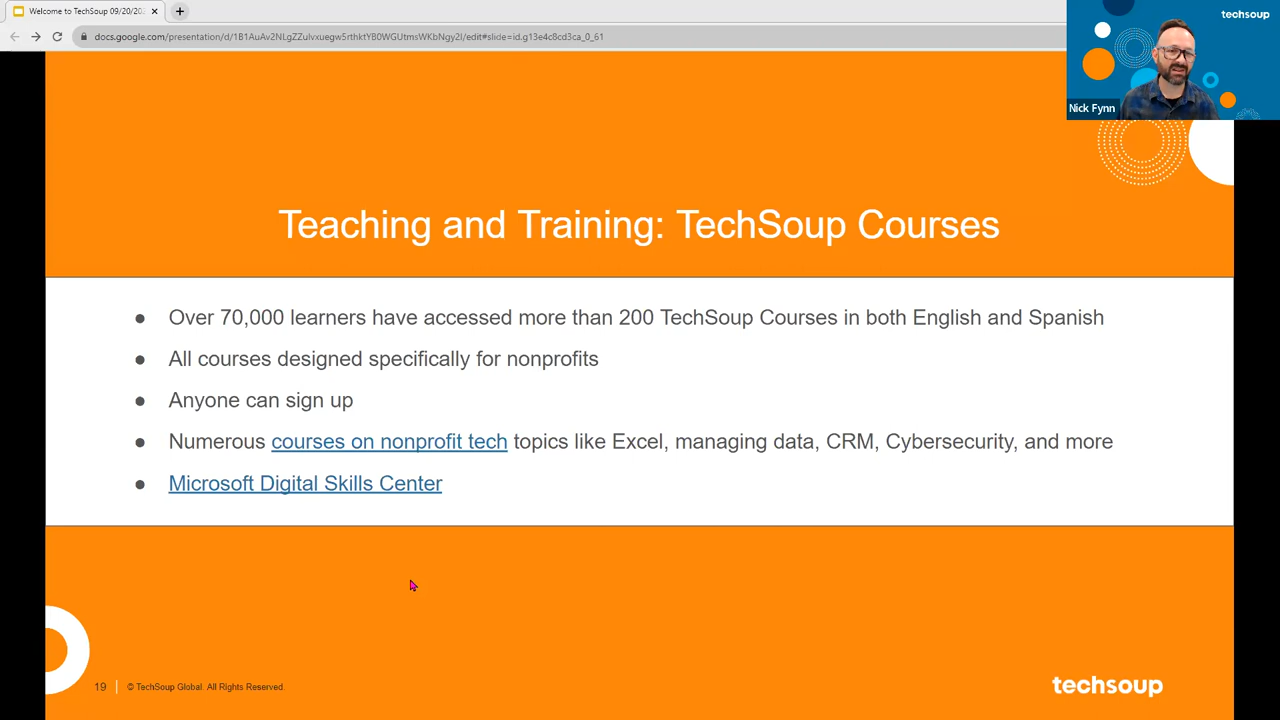 Welcome to TechSoup 09/20/20
docs.google.com/presentation/d/1B1AuAv2NLgZZulvxuegw5rthktYB0WGUtmsWKbNgy2I/edit#slide=id.g13e4c8cd3ca_0_61
techsoup
Nick Fynn
Teaching and Training: TechSoup Courses
● Over 70,000 learners have accessed more than 200 TechSoup Courses in both English and Spanish
● All courses designed specifically for nonprofits
● Anyone can sign up
● Numerous courses on nonprofit tech topics like Excel, managing data, CRM, Cybersecurity, and more
● Microsoft Digital Skills Center
19 © TechSoup Global. All Rights Reserved
techsoup